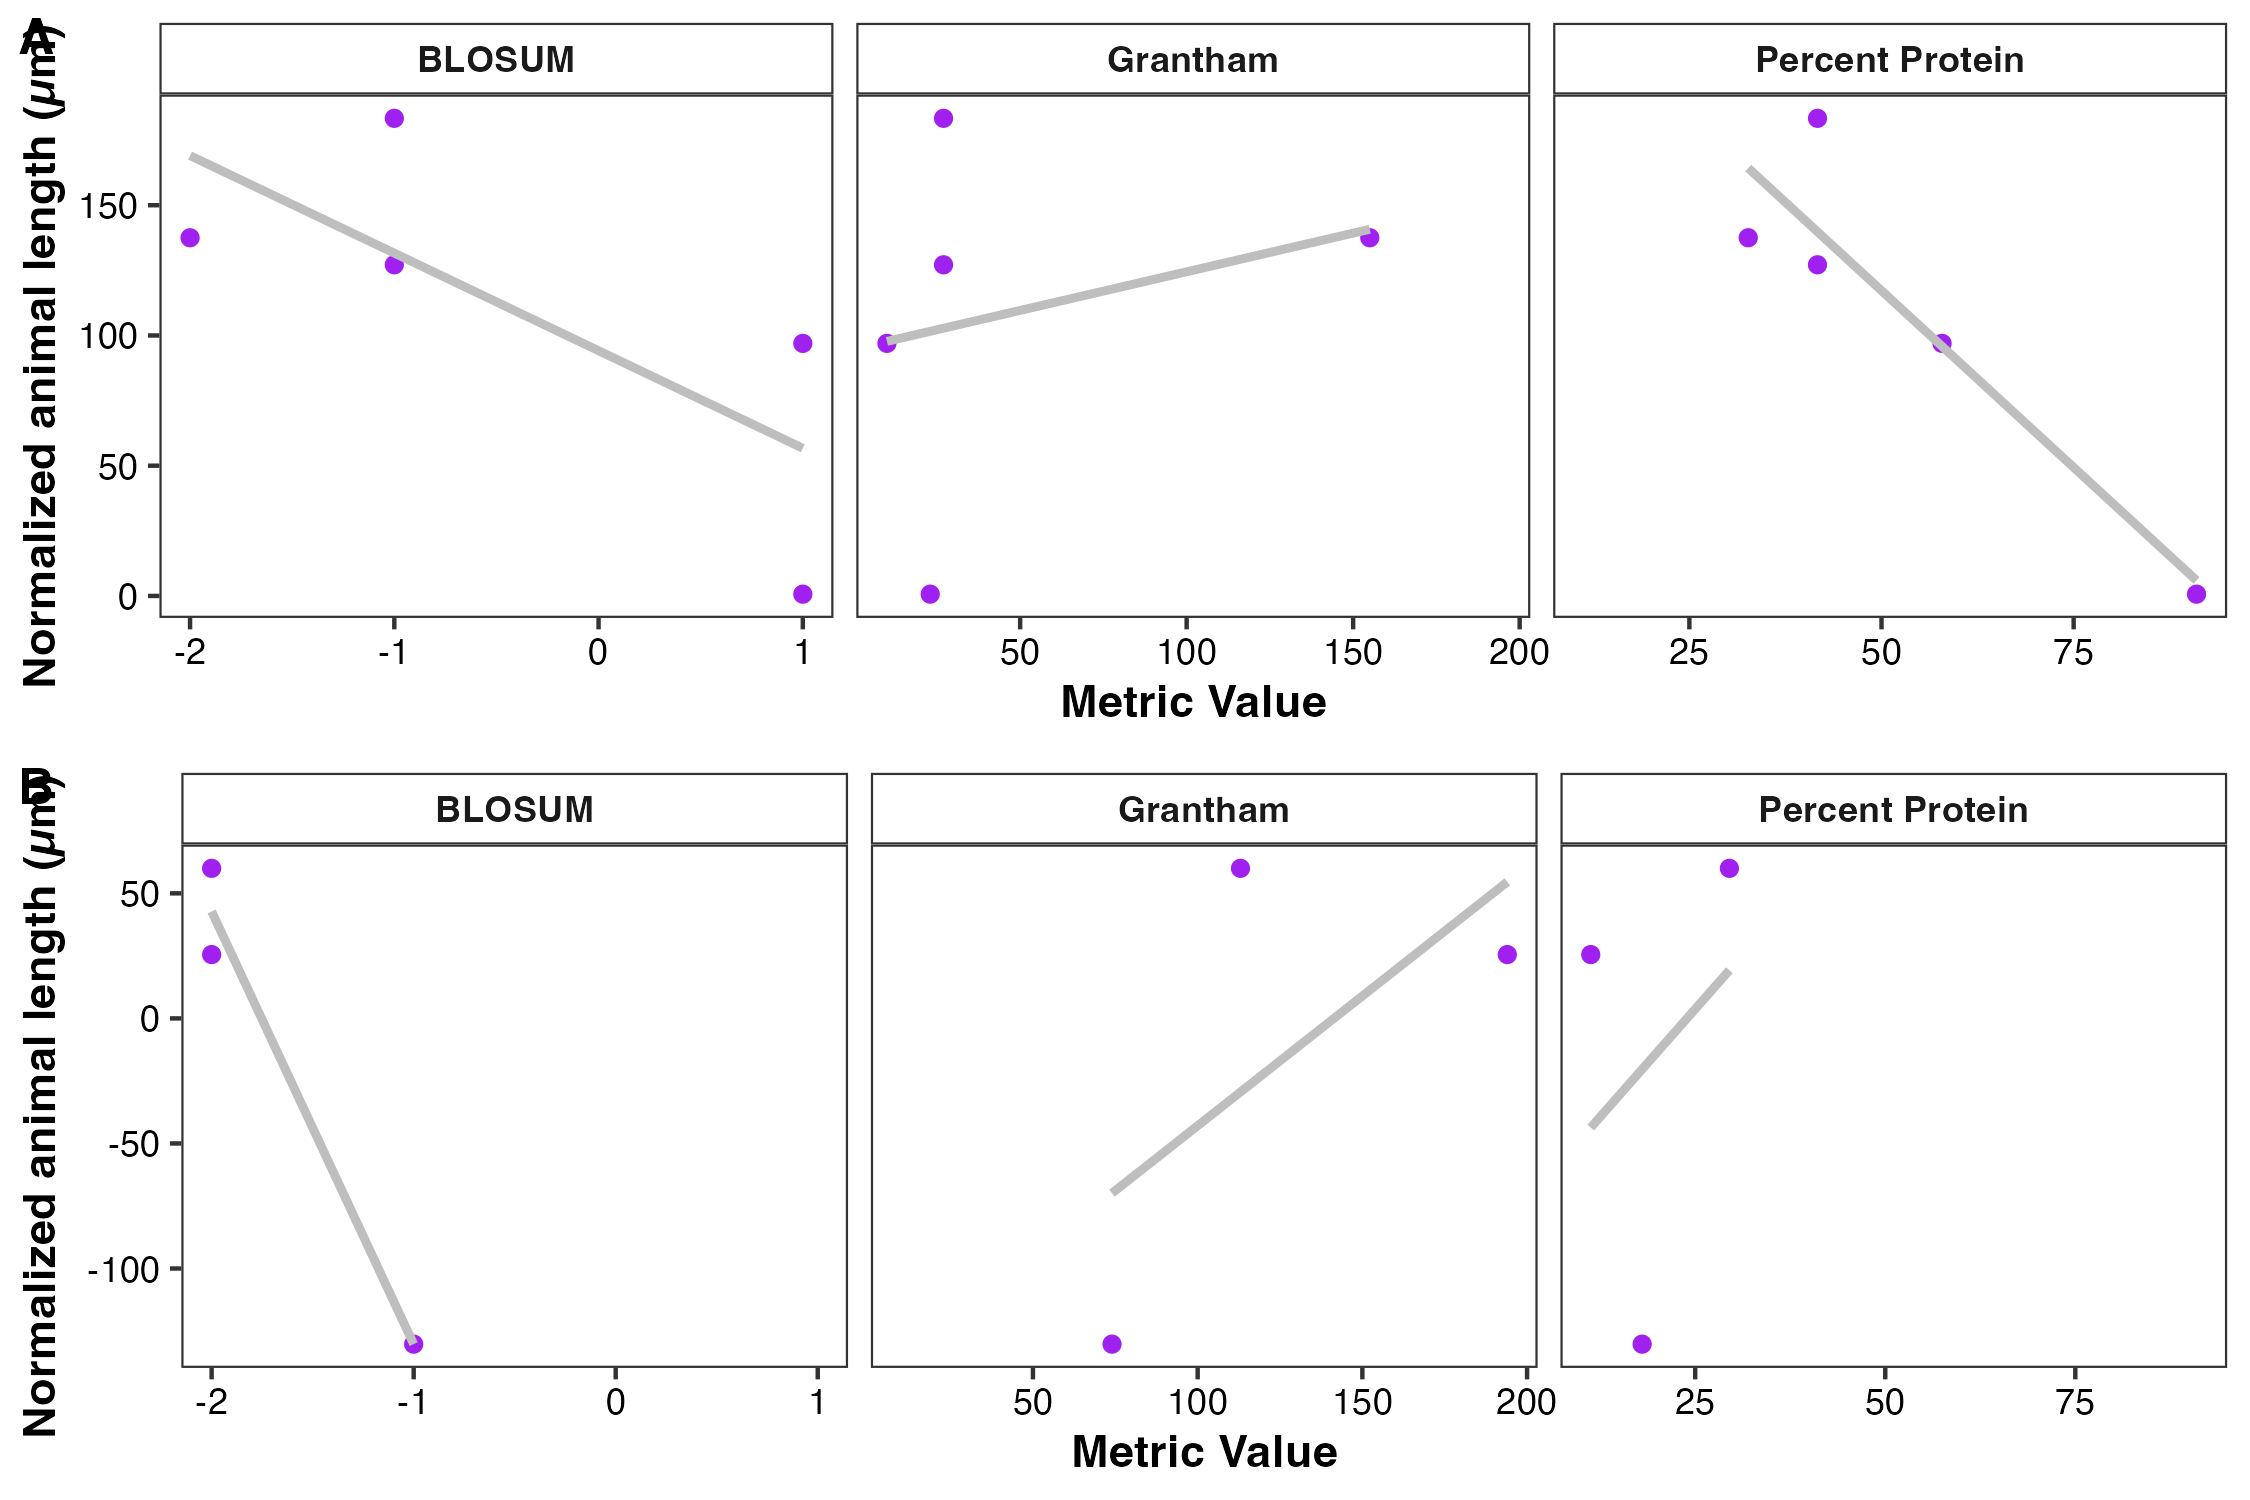 A
BLOSUM Grantham Percent Protein
Normalized animal length (µm)
150
100
50
0
-2 -1 0 1 50 100 150 200 25 50 75
Metric Value
B
BLOSUM Grantham Percent Protein
Normalized animal length (µm)
50
0
-50
-100
-2 -1 0 1 50 100 150 200 25 50 75
Metric Value